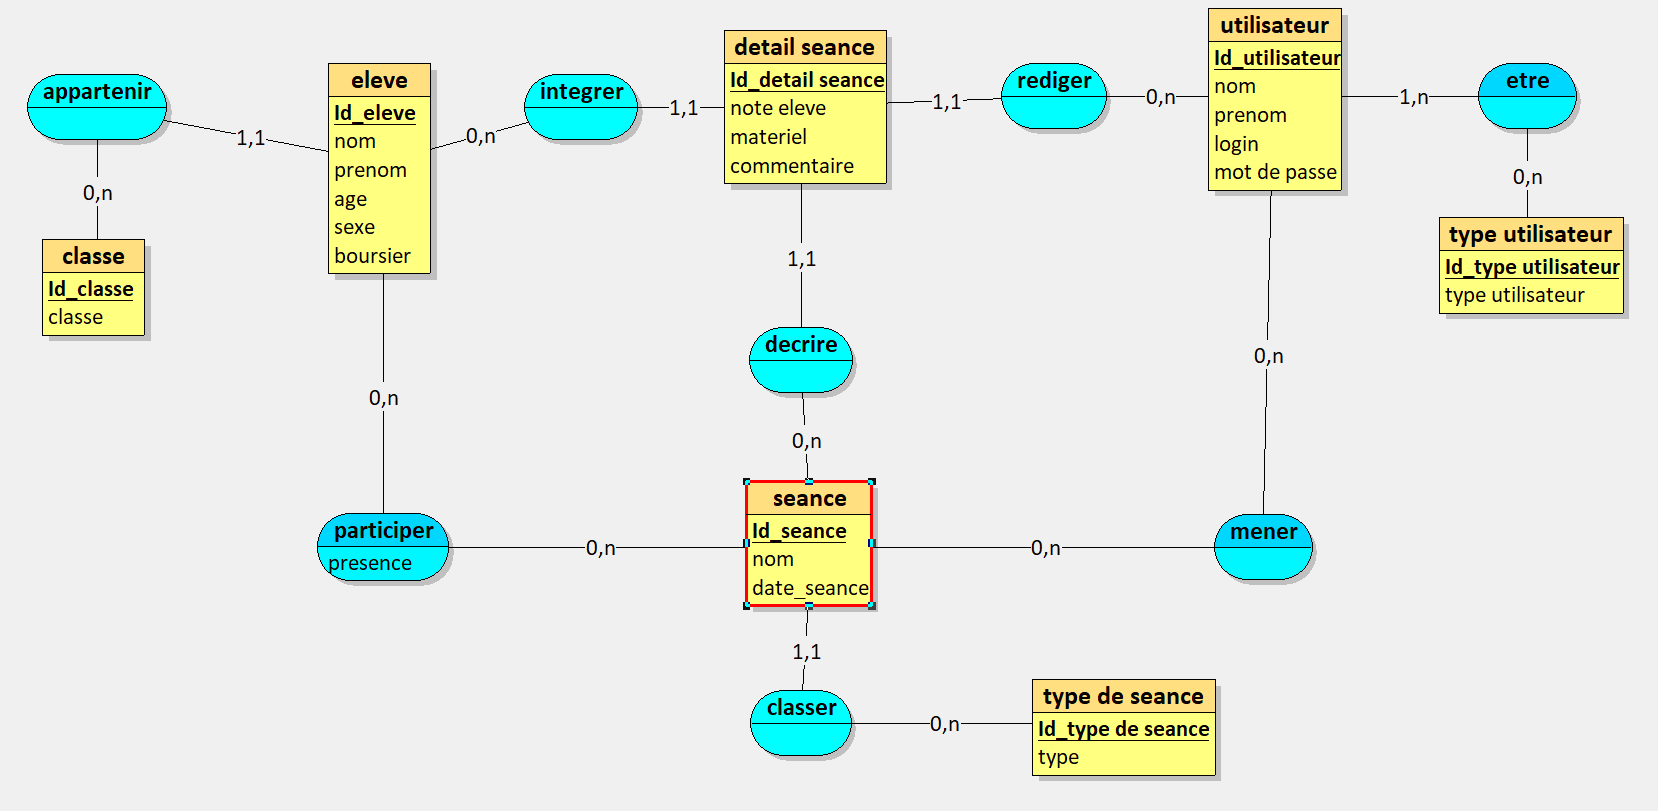 appartenir
1,1
0,n
classe
Id_classe
classe
eleve
Id_eleve
nom
prenom
age
sexe
boursier
0,n
integrer
1,1
detail seance
Id_detail seance
note eleve
materiel
commentaire
1,1
rediger
0,n
utilisateur
Id_utilisateur
nom
prenom
login
mot de passe
1,n
etre
0,n
type utilisateur
Id_type utilisateur
type utilisateur
0,n
1,1
decrire
0,n
0,n
participer
presence
0,n
seance
Id_seance
nom
date_seance
0,n
mener
1,1
classer
0,n
type de seance
Id_type de seance
type